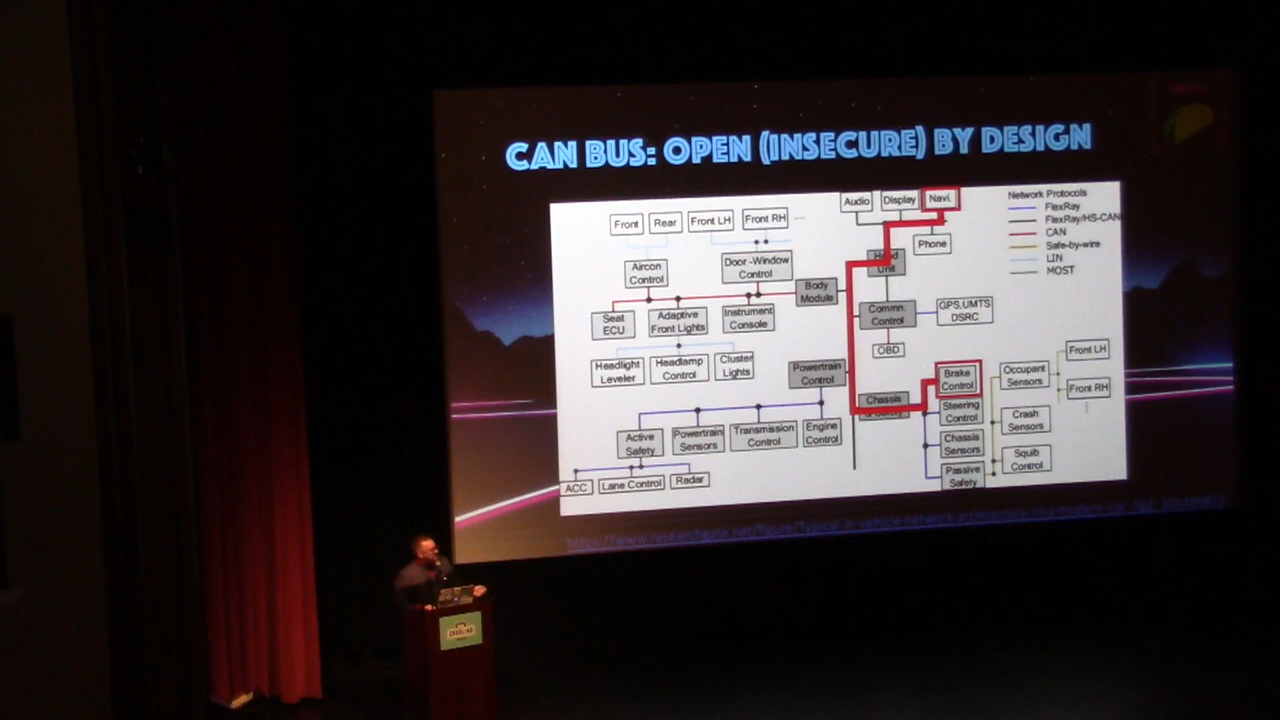 CAN BUS: OPEN (INSECURE) BY DESIGN
Audio
Display
Navi.
Phone
Network Protocols
FlexRay
FlexRay/HS-CAN
CAN
Safe-by-wire
LIN
MOST
Front
Rear
Front LH
Front RH
....
Aircon
Control
Door -Window
Control
Head
Unit
Body
Module
Seat
ECU
Adaptive
Front Lights
Instrument
Console
Commn.
Control
GPS,UMTS
DSRC
OBD
Headlight
Leveler
Headlamp
Control
Cluster
Lights
Powertrain
Control
Brake
Control
Occupant
Sensors
Front LH
Front RH
Chassis
& Safety
Steering
Control
Crash
Sensors
Active
Safety
Powertrain
Sensors
Transmission
Control
Engine
Control
Chassis
Sensors
Squib
Control
Passive
Safety
ACC
Lane Control
Radar
CAROLINA